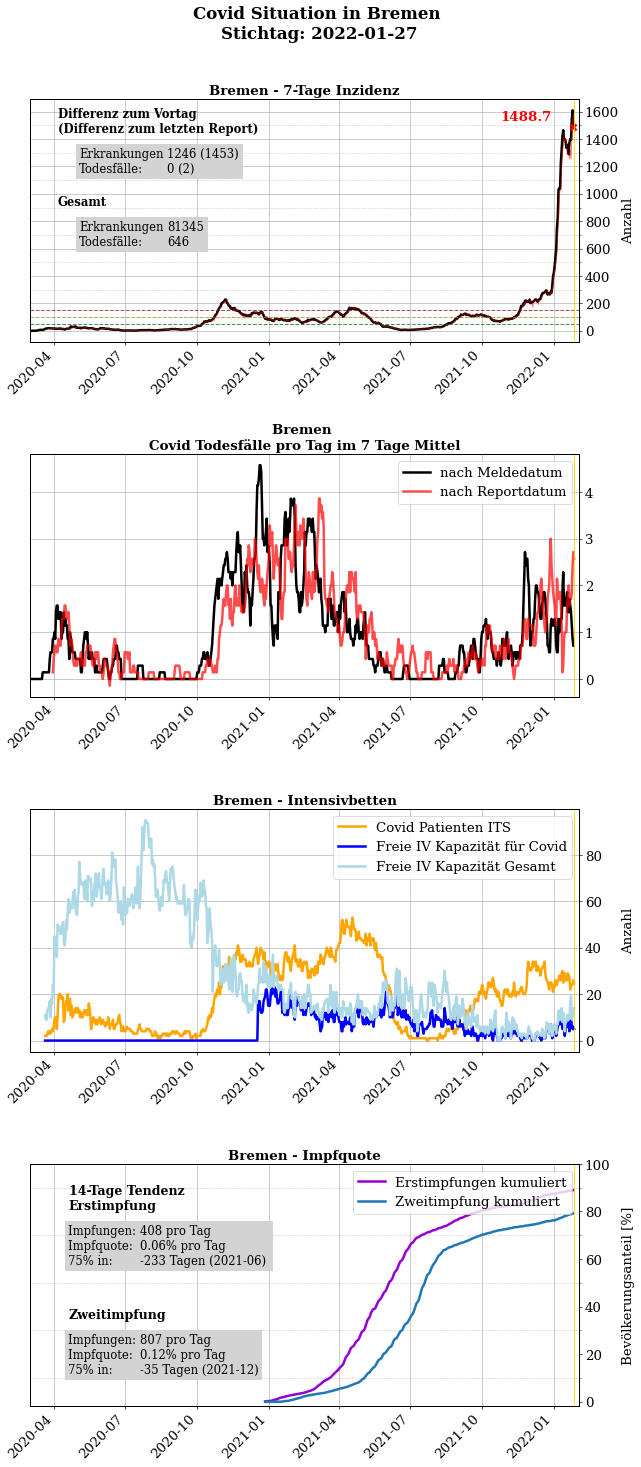 Covid Situation in Bremen
Stichtag: 2022-01-27
Bremen - 7-Tage Inzidenz
Differenz zum Vortag
(Differenz zum letzten Report)
Erkrankungen 1246 (1453)
Todesfälle: 0 (2)
Gesamt
Erkrankungen 81345
Todesfälle: 646
1488.7
1600
1400
1200
1000
800
600
400
200
0
Anzahl
2020-04
2020-07
2020-10
2021-01
2021-04
2021-07
2021-10
2022-01
Bremen
Covid Todesfälle pro Tag im 7 Tage Mittel
nach Meldedatum
nach Reportdatum
4
3
2
1
0
2020-04
2020-07
2020-10
2021-01
2021-04
2021-07
2021-10
2022-01
Bremen - Intensivbetten
Covid Patienten ITS
Freie IV Kapazität für Covid
Freie IV Kapazität Gesamt
80
60
40
20
0
Anzahl
2020-04
2020-07
2020-10
2021-01
2021-04
2021-07
2021-10
2022-01
Bremen - Impfquote
14-Tage Tendenz
Erstimpfung
Impfungen: 408 pro Tag
Impfquote: 0.06% pro Tag
75% in: -233 Tagen (2021-06)
Zweitimpfung
Impfungen: 807 pro Tag
Impfquote: 0.12% pro Tag
75% in: -35 Tagen (2021-12)
Erstimpfungen kumuliert
Zweitimpfung kumuliert
100
80
60
40
20
0
Bevölkerungsanteil [%]
2020-04
2020-07
2020-10
2021-01
2021-04
2021-07
2021-10
2022-01